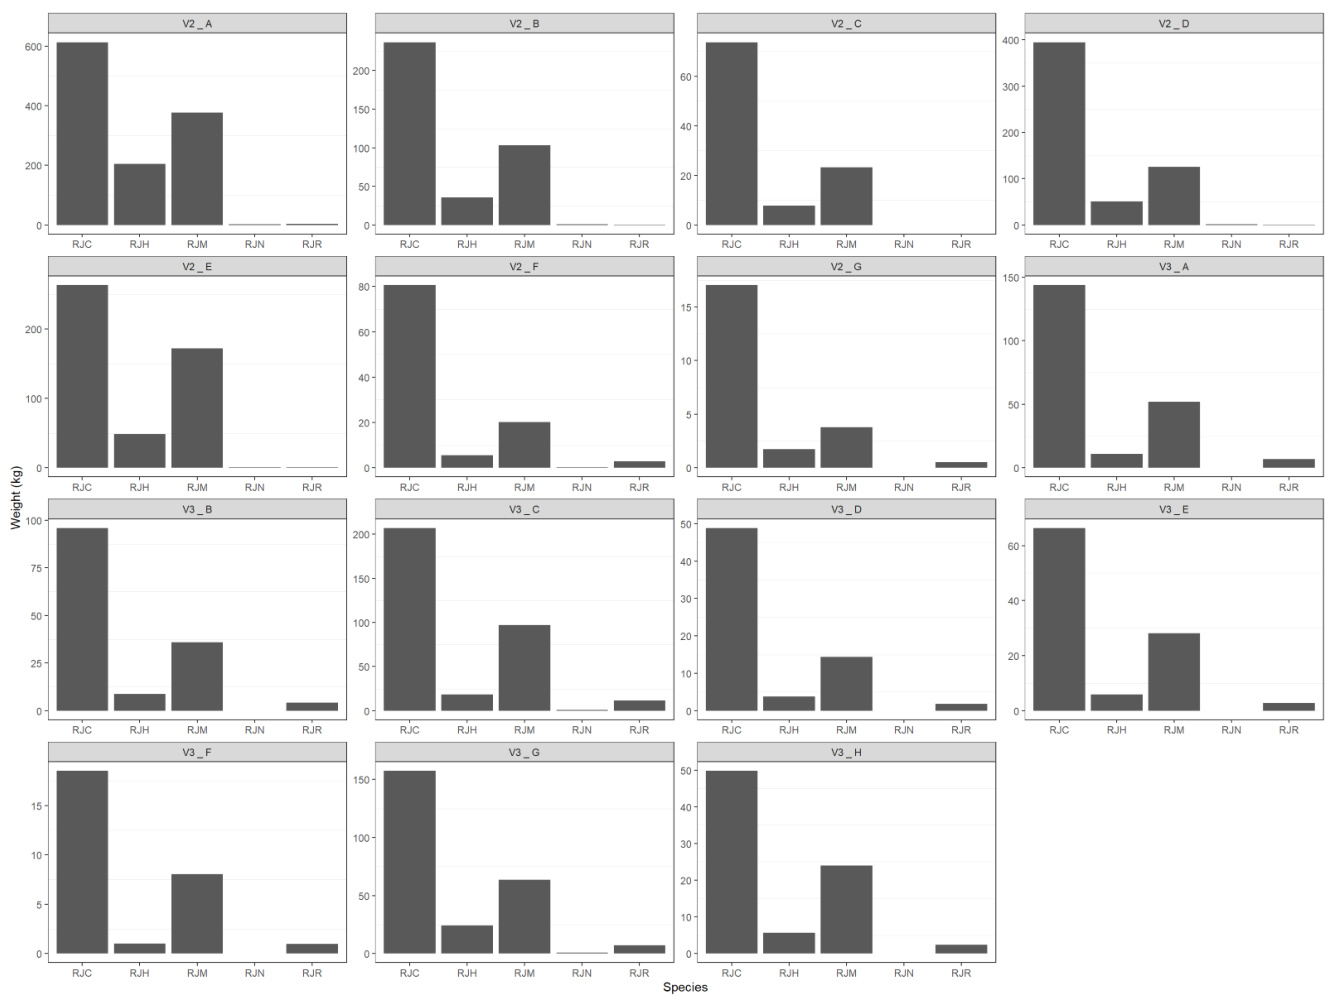 V2 _ A
V2 _ B
V2 _ C
V2 _ D
600
400
200
0
RJC RJH RJM RJN RJR
200
150
100
50
0
RJC RJH RJM RJN RJR
60
40
20
0
RJC RJH RJM RJN RJR
400
300
200
100
0
RJC RJH RJM RJN RJR
V2 _ E
V2 _ F
V2 _ G
V3 _ A
200
100
0
RJC RJH RJM RJN RJR
80
60
40
20
0
RJC RJH RJM RJN RJR
15
10
5
0
RJC RJH RJM RJN RJR
150
100
50
0
RJC RJH RJM RJN RJR
Weight (kg)
V3 _ B
V3 _ C
V3 _ D
V3 _ E
100
75
50
25
0
RJC RJH RJM RJN RJR
200
150
100
50
0
RJC RJH RJM RJN RJR
50
40
30
20
10
0
RJC RJH RJM RJN RJR
60
40
20
0
RJC RJH RJM RJN RJR
V3 _ F
V3 _ G
V3 _ H
15
10
5
0
RJC RJH RJM RJN RJR
150
100
50
0
RJC RJH RJM RJN RJR
50
40
30
20
10
0
RJC RJH RJM RJN RJR
Species